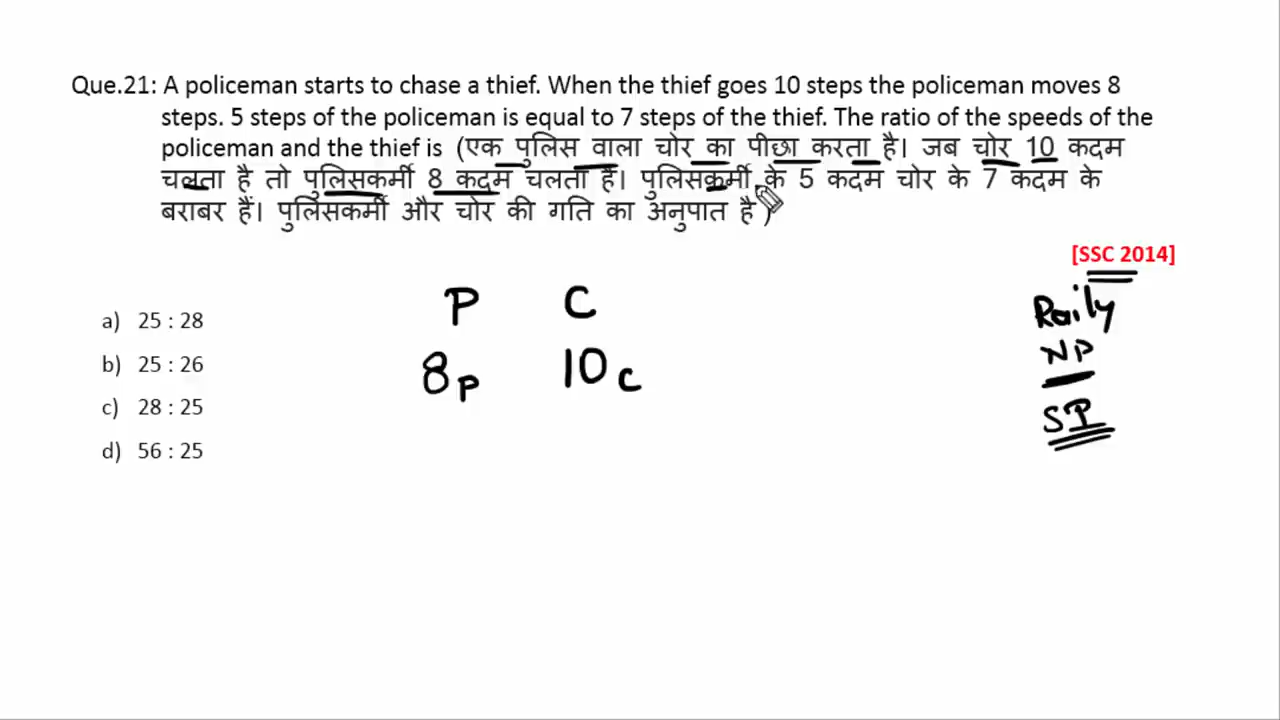 Que.21: A policeman starts to chase a thief. When the thief goes 10 steps the policeman moves 8
steps. 5 steps of the policeman is equal to 7 steps of the thief. The ratio of the speeds of the
policeman and the thief is (एक पुलिस वाला चोर का पीछा करता है। जब चोर 10 कदम
चलता है तो पुलिसकर्मी 8 कदम चलता है। पुलिसकर्मी के 5 कदम चोर के 7 कदम के
बराबर हैं। पुलिसकर्मी और चोर की गति का अनुपात है )
[SSC 2014]
a) 25 : 28
b) 25 : 26
c) 28 : 25
d) 56 : 25
P C
8P 10C
Raily
NP
SP